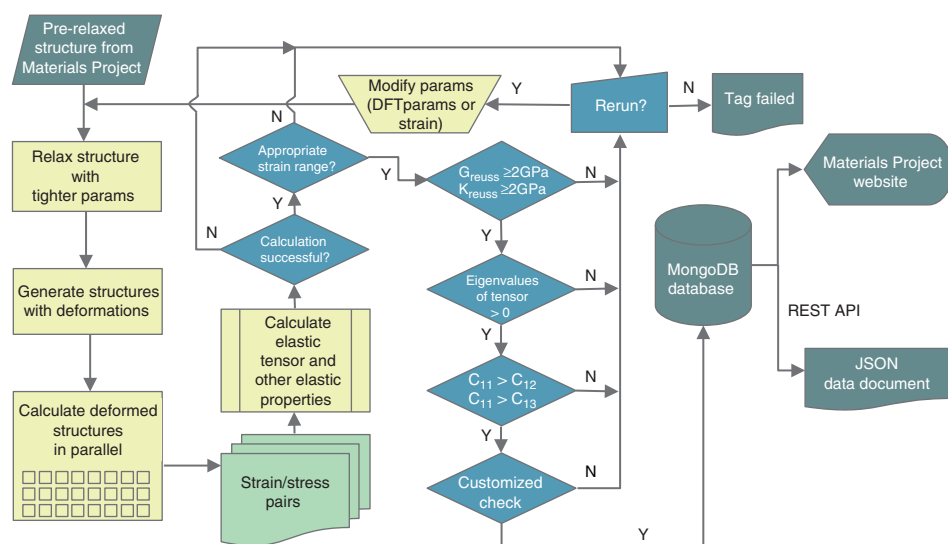 Pre-relaxed
structure from
Materials Project
Relax structure
with
tighter params
Generate structures
with deformations
Calculate deformed
structures
in parallel
Strain/stress
pairs
Calculate
elastic
tensor and
other elastic
properties
Calculation
successful?
N
Y
Appropriate
strain range?
N
Y
Modify params
(DFTparams or
strain)
Y
Rerun?
N
Tag failed
Greuss ≥2GPa
Kreuss ≥2GPa
N
Y
Eigenvalues
of tensor
> 0
N
Y
C11 > C12
C11 > C13
N
Y
Customized
check
N
Y
MongoDB
database
REST API
Materials Project
website
JSON
data document